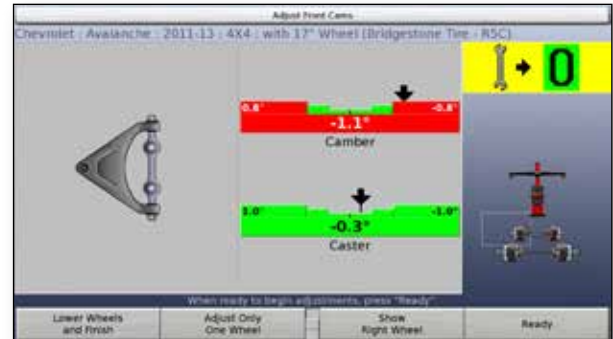 Adjust Front Cams
Chevrolet : Avalanche : 2011-13 : 4X4 : with 17" Wheel (Bridgestone Tire - RSC)
0
0.8° -0.8°
-1.1°
Camber
1.0° -1.0°
-0.3°
Caster
When ready to begin adjustments, press "Ready".
Lower Wheels
and Finish
Adjust Only
One Wheel
Show
Right Wheel
Ready